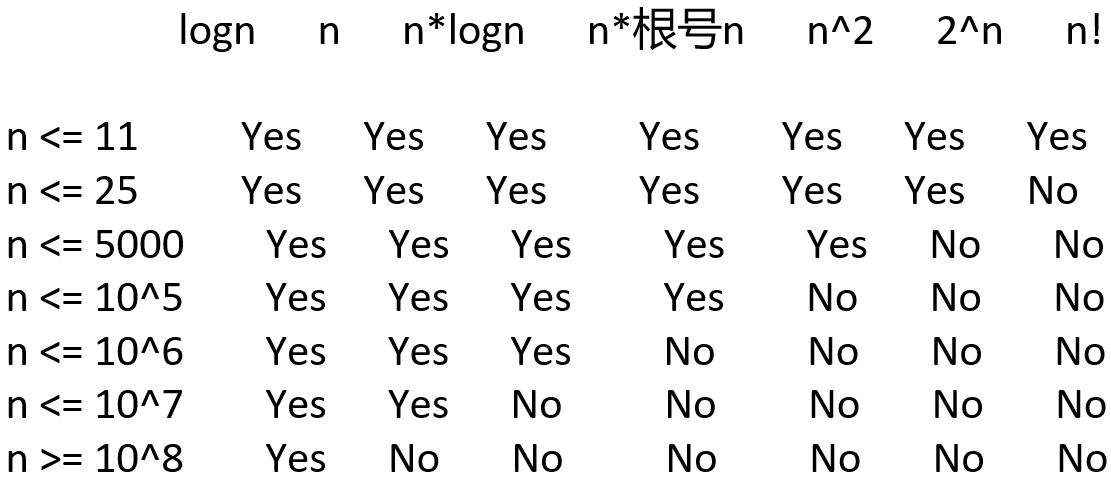 logn n n*logn n*根号n n^2 2^n n!
n <= 11 Yes Yes Yes Yes Yes Yes Yes
n <= 25 Yes Yes Yes Yes Yes Yes No
n <= 5000 Yes Yes Yes Yes Yes No No
n <= 10^5 Yes Yes Yes Yes No No No
n <= 10^6 Yes Yes Yes No No No No
n <= 10^7 Yes Yes No No No No No
n >= 10^8 Yes No No No No No No